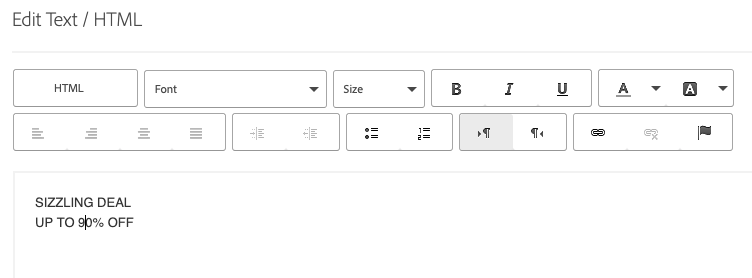 Edit Text / HTML
HTML Font Size B I U A A
SIZZLING DEAL
UP TO 90% OFF